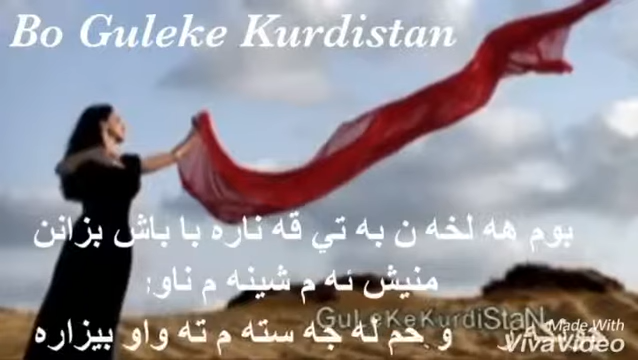 Bo Guleke Kurdistan
بوم هه لخه ن به تي قه ناره با باش بزانن
منيش ئه م شينه م ناو:
GuLeKeKurdiStaN
و حم له جه سته م ته واو بيزاره
Made With
VivaVideo